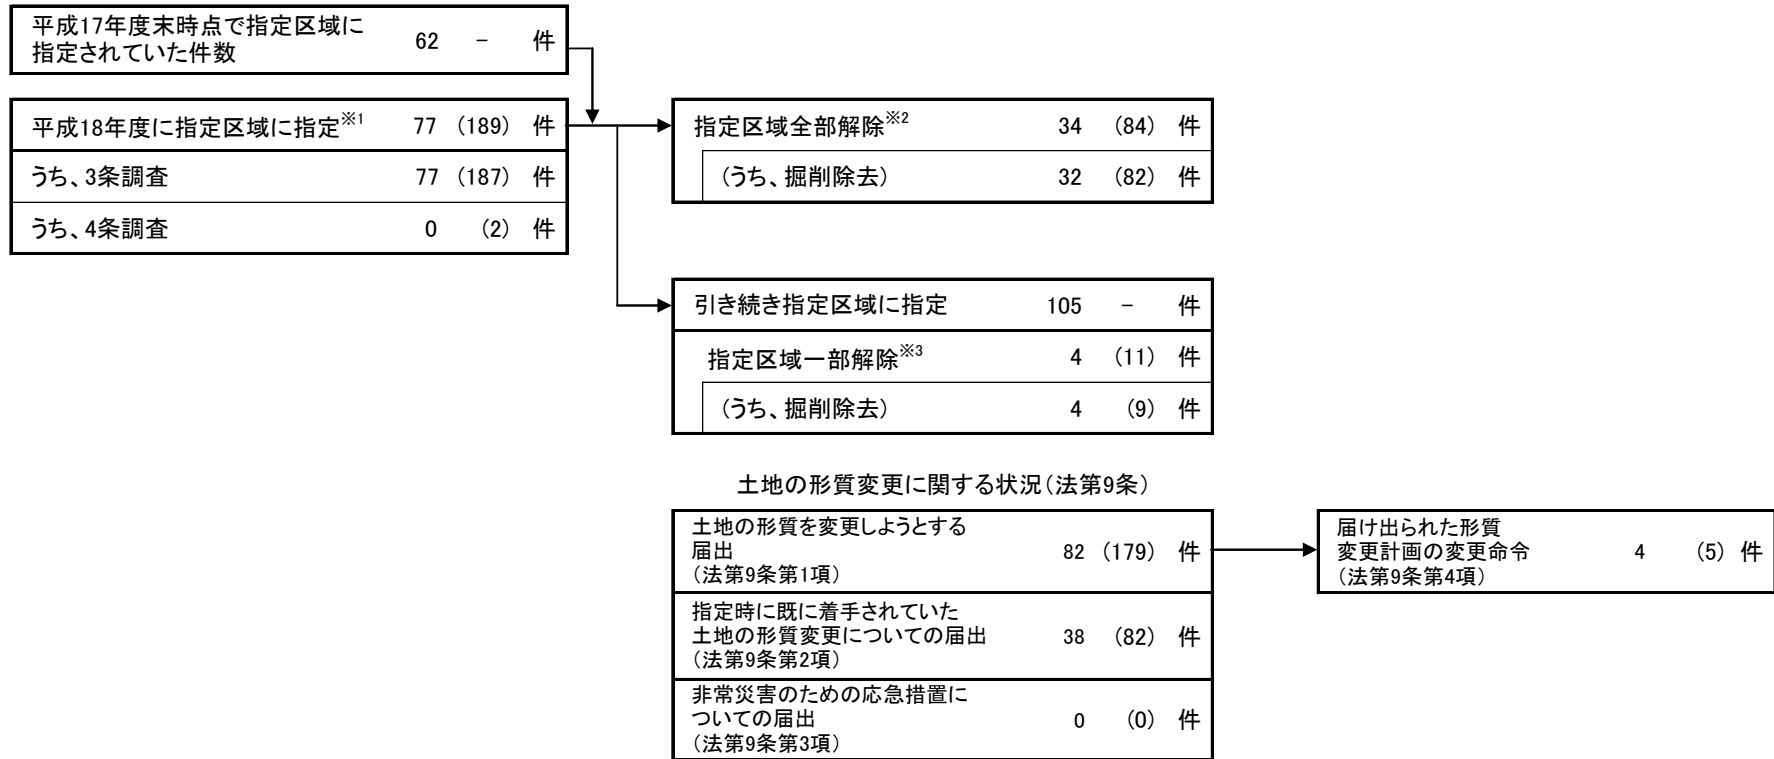 平成17年度末時点で指定区域に
指定されていた件数 62 - 件
平成18年度に指定区域に指定※1 77 (189) 件
うち、3条調査 77 (187) 件
うち、4条調査 0 (2) 件
指定区域全部解除※2 34 (84) 件
(うち、掘削除去) 32 (82) 件
引き続き指定区域に指定 105 - 件
指定区域一部解除※3 4 (11) 件
(うち、掘削除去) 4 (9) 件
土地の形質変更に関する状況(法第9条)
土地の形質を変更しようとする
届出 82 (179) 件
(法第9条第1項)
届け出られた形質
変更計画の変更命令 4 (5) 件
(法第9条第4項)
指定時に既に着手されていた
土地の形質変更についての届出 38 (82) 件
(法第9条第2項)
非常災害のための応急措置に
ついての届出 0 (0) 件
(法第9条第3項)